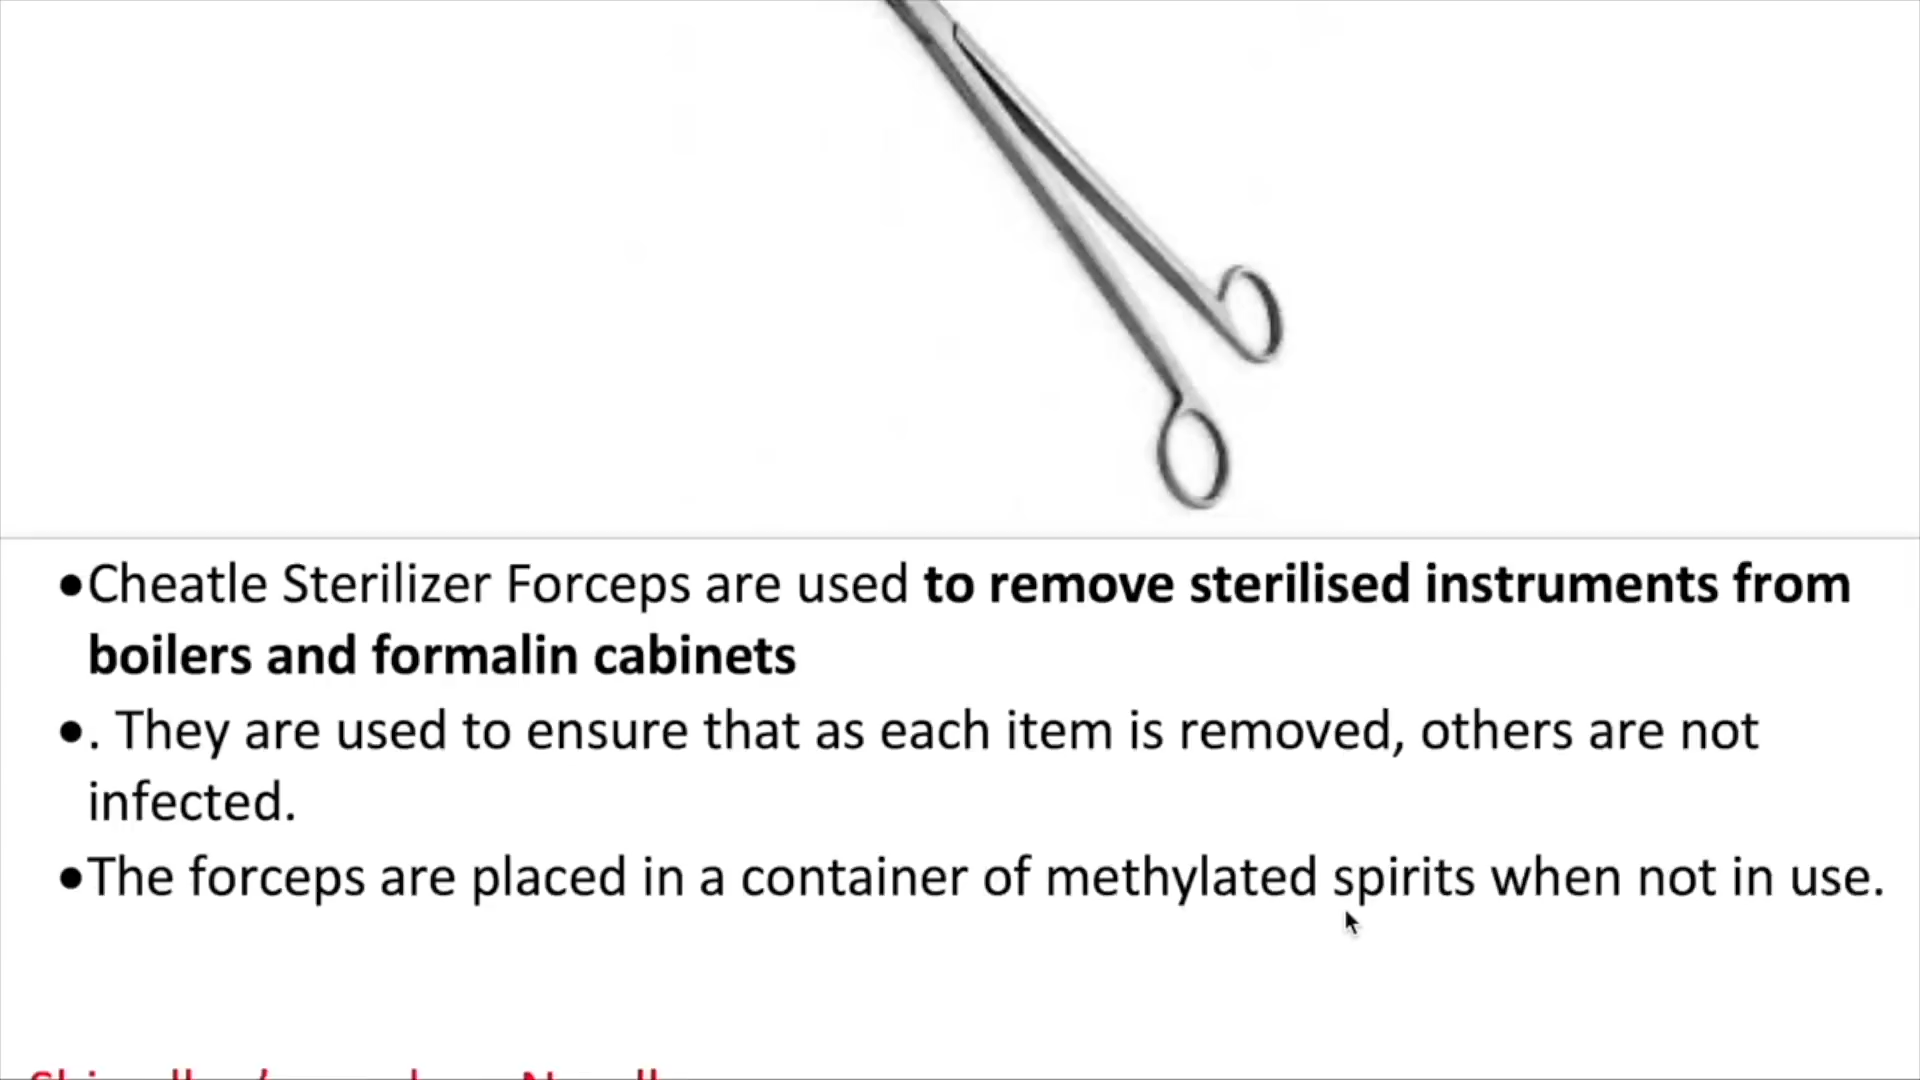 •Cheatle Sterilizer Forceps are used to remove sterilised instruments from
boilers and formalin cabinets
•. They are used to ensure that as each item is removed, others are not
infected.
•The forceps are placed in a container of methylated spirits when not in use.